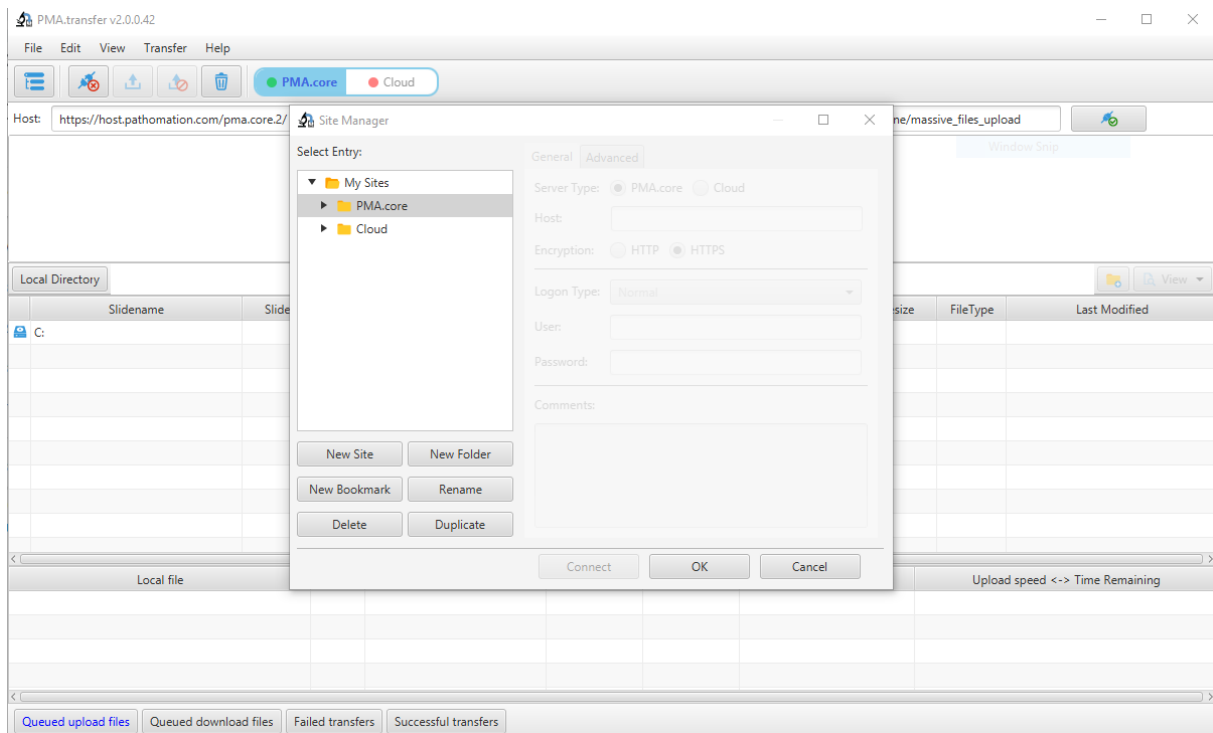 PMA.transfer v2.0.0.42
File Edit View Transfer Help
PMA.core Cloud
Host: https://host.pathomation.com/pma.core.2/ ne/massive_files_upload
Site Manager
Window Snip
Select Entry:
My Sites
PMA.core
Cloud
General Advanced
Server Type: PMA.core Cloud
Host:
Encryption: HTTP HTTPS
Logon Type: Normal
User:
Password:
Comments:
New Site New Folder
New Bookmark Rename
Delete Duplicate
Connect OK Cancel
Local Directory
View
Slidename Slide size FileType Last Modified
C:
Local file Upload speed <-> Time Remaining
Queued upload files Queued download files Failed transfers Successful transfers